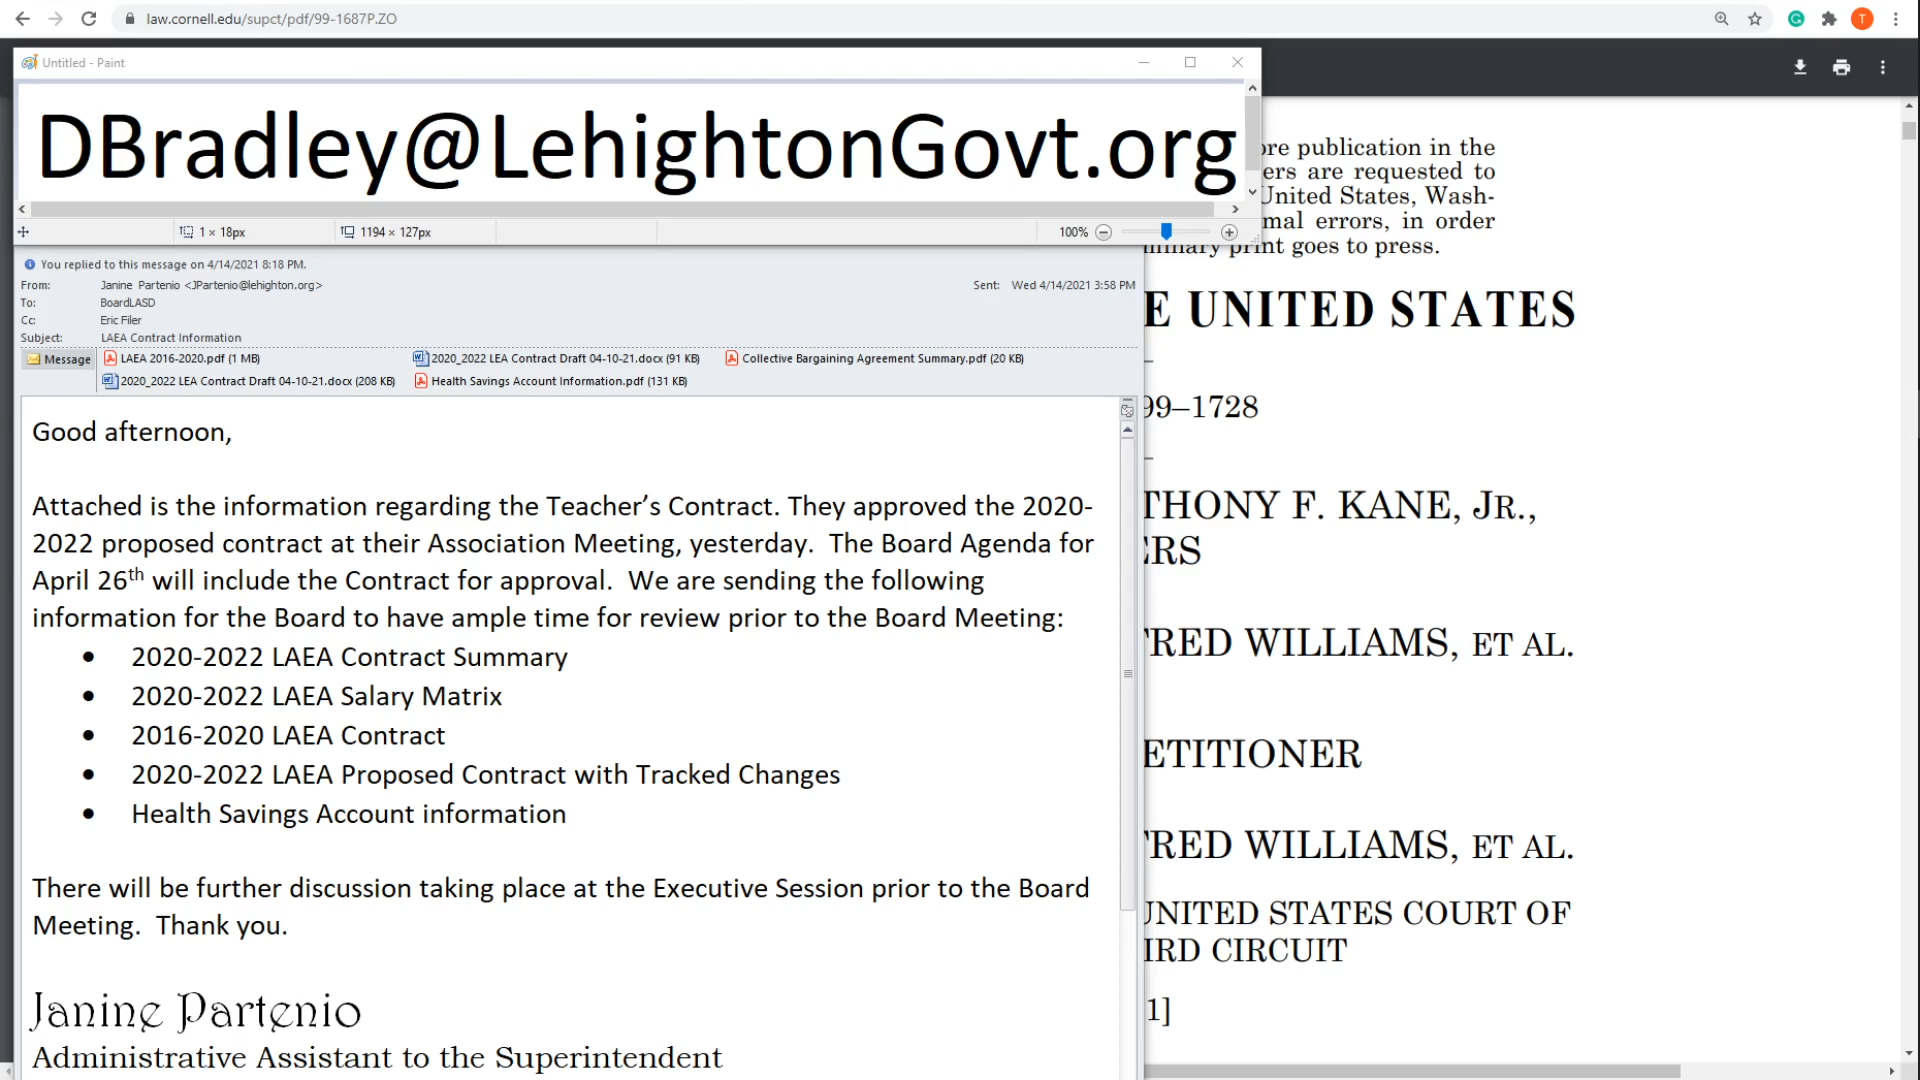 law.cornell.edu/supct/pdf/99-1687P.ZO
T
Untitled - Paint
DBradley@LehightonGovt.org
1 × 18px
1194 × 127px
100%
You replied to this message on 4/14/2021 8:18 PM.
From: Janine Partenio <JPartenio@lehighton.org>
Sent: Wed 4/14/2021 3:58 PM
To: BoardLASD
Cc: Eric Filer
Subject: LAEA Contract Information
Message
LAEA 2016-2020.pdf (1 MB)
2020_2022 LEA Contract Draft 04-10-21.docx (91 KB)
Collective Bargaining Agreement Summary.pdf (20 KB)
2020_2022 LEA Contract Draft 04-10-21.docx (208 KB)
Health Savings Account Information.pdf (131 KB)
Good afternoon,
Attached is the information regarding the Teacher’s Contract. They approved the 2020-
2022 proposed contract at their Association Meeting, yesterday. The Board Agenda for
April 26th will include the Contract for approval. We are sending the following
information for the Board to have ample time for review prior to the Board Meeting:
• 2020-2022 LAEA Contract Summary
• 2020-2022 LAEA Salary Matrix
• 2016-2020 LAEA Contract
• 2020-2022 LAEA Proposed Contract with Tracked Changes
• Health Savings Account information
There will be further discussion taking place at the Executive Session prior to the Board
Meeting. Thank you.
Janine Partenio
Administrative Assistant to the Superintendent
ore publication in the
ers are requested to
United States, Wash-
nal errors, in order
minary print goes to press.
E UNITED STATES
99–1728
THONY F. KANE, JR.,
ERS
FRED WILLIAMS, ET AL.
ETITIONER
FRED WILLIAMS, ET AL.
UNITED STATES COURT OF
IRD CIRCUIT
1]